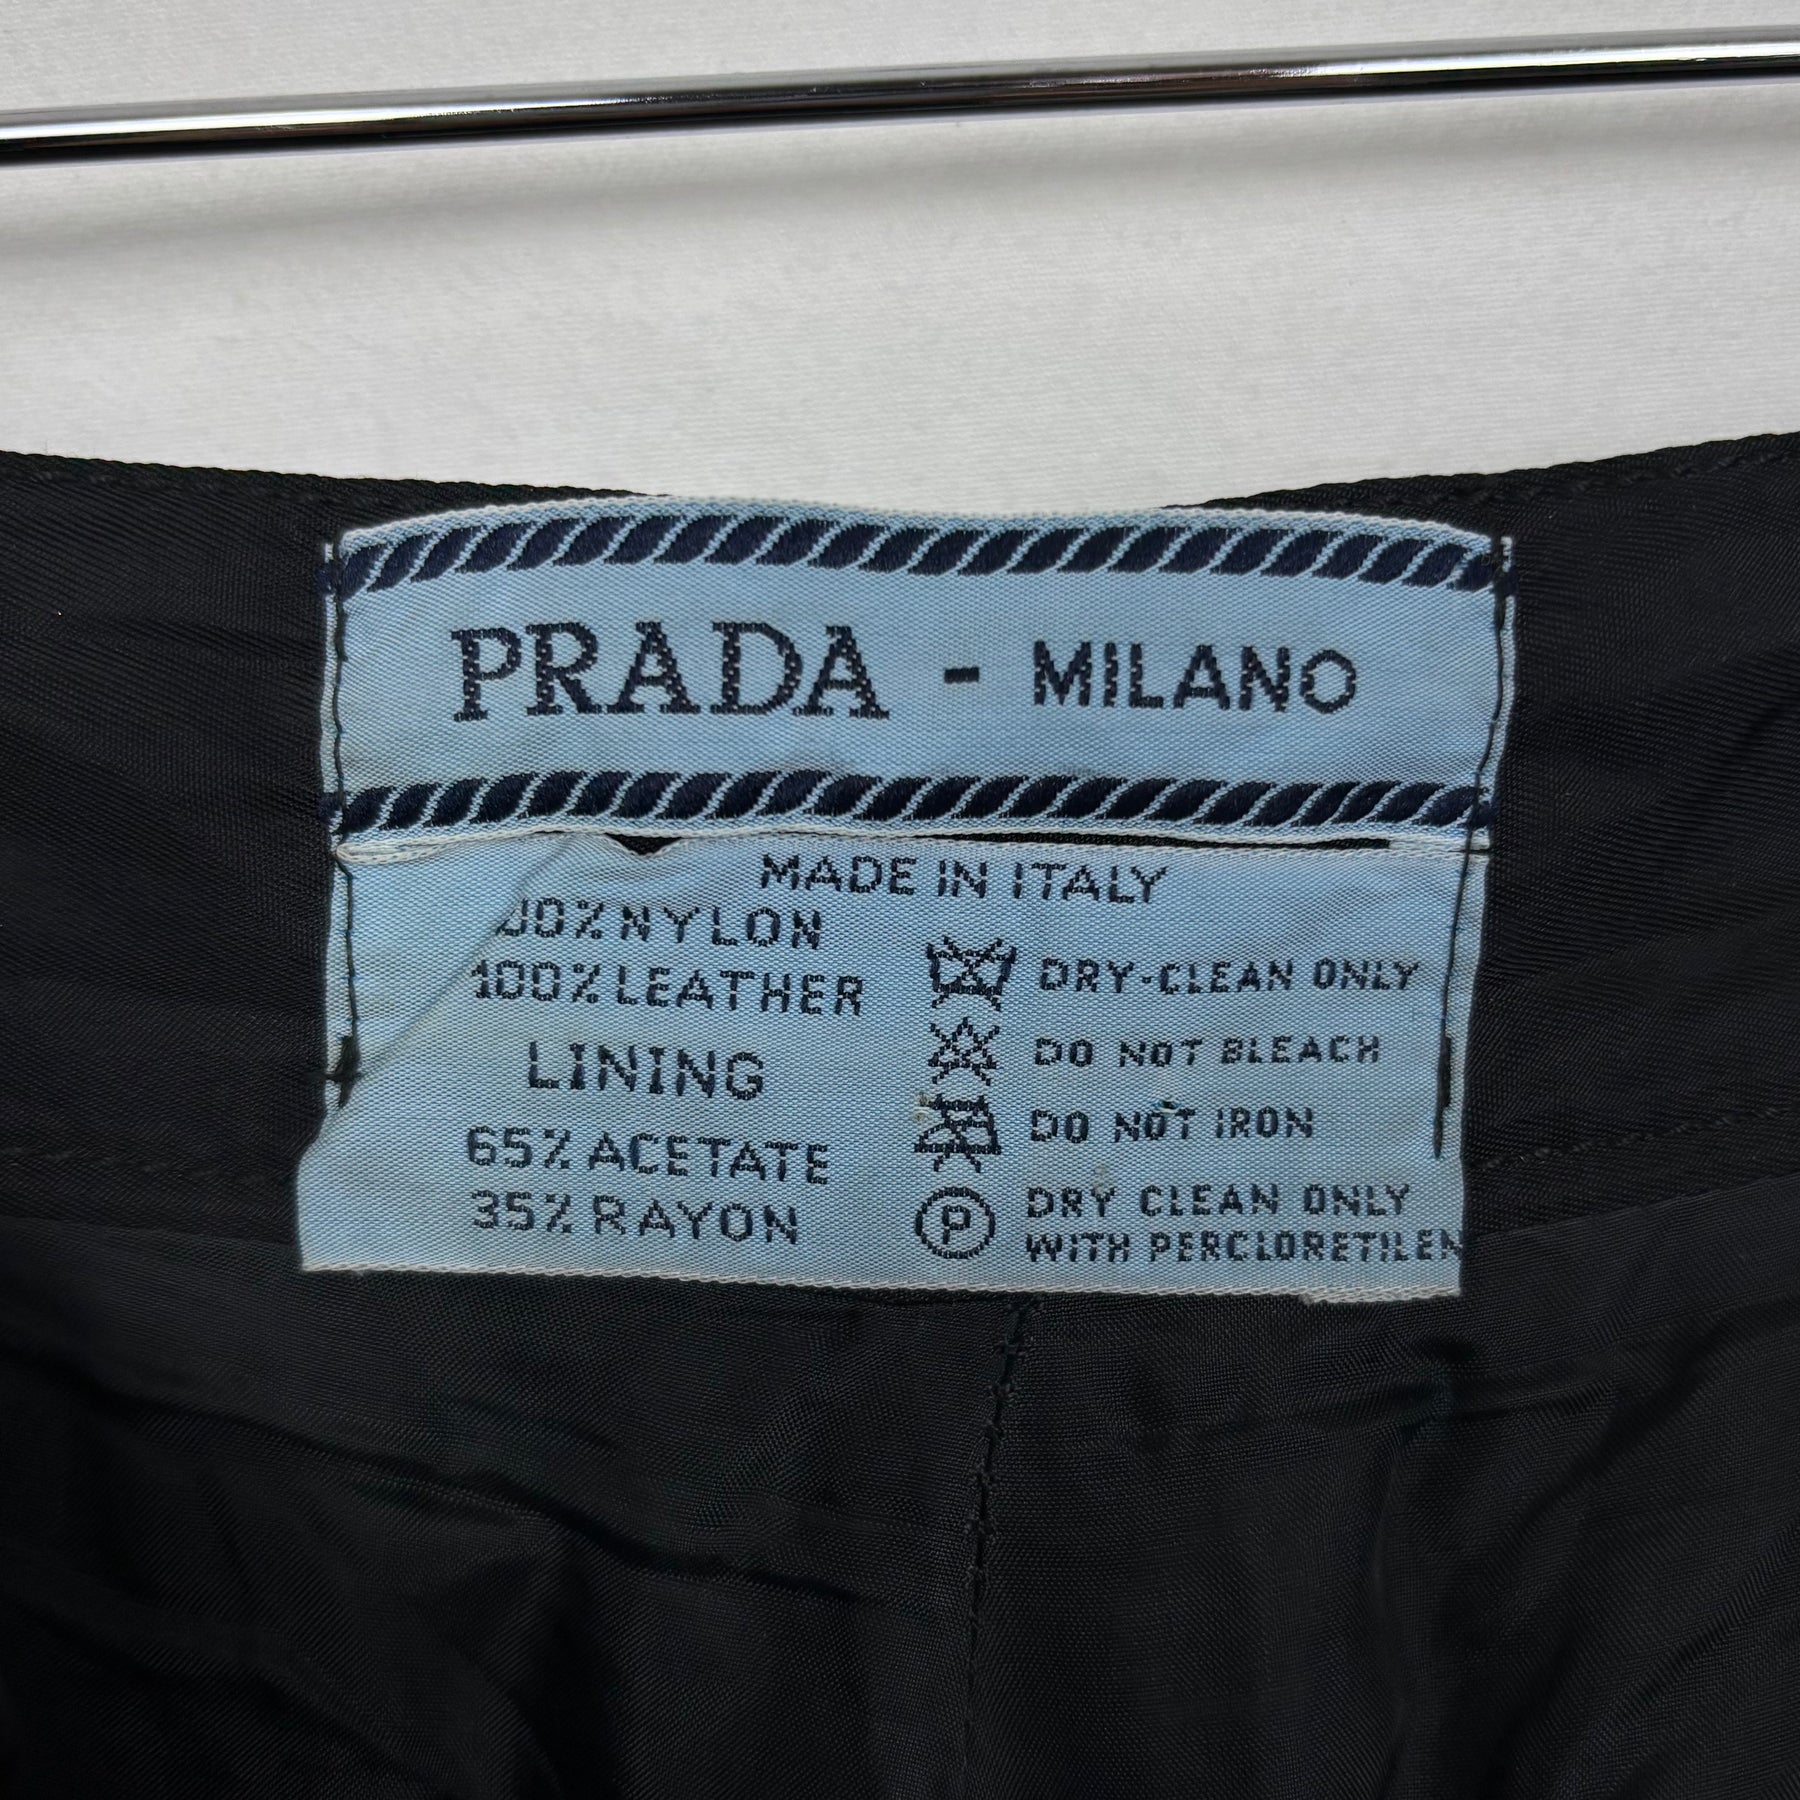 PRADA - MILANO
MADE IN ITALY
00% NYLON
100% LEATHER
LINING
65% ACETATE
35% RAYON
DRY-CLEAN ONLY
DO NOT BLEACH
DO NOT IRON
P
DRY CLEAN ONLY
WITH PERCLORETILEN